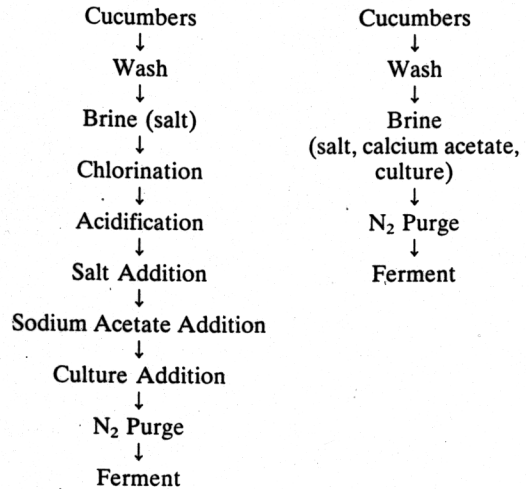 Cucumbers
↓
Wash
↓
Brine (salt)
↓
Chlorination
↓
Acidification
↓
Salt Addition
↓
Sodium Acetate Addition
↓
Culture Addition
↓
N₂ Purge
↓
Ferment
Cucumbers
↓
Wash
↓
Brine
(salt, calcium acetate,
culture)
↓
N₂ Purge
↓
Ferment